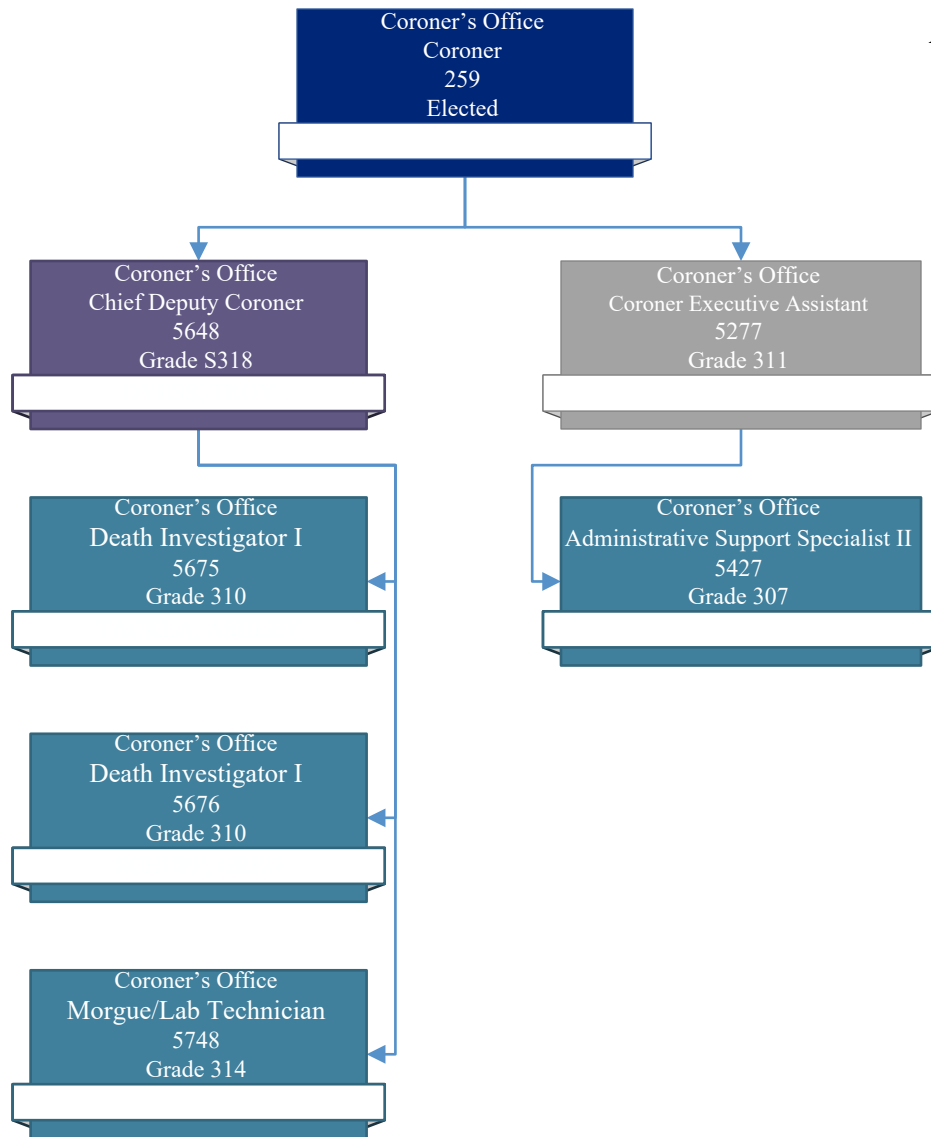 Coroner’s Office
Coroner
259
Elected
Coroner’s Office
Chief Deputy Coroner
5648
Grade S318
Coroner’s Office
Coroner Executive Assistant
5277
Grade 311
Coroner’s Office
Death Investigator I
5675
Grade 310
Coroner’s Office
Administrative Support Specialist II
5427
Grade 307
Coroner’s Office
Death Investigator I
5676
Grade 310
Coroner’s Office
Morgue/Lab Technician
5748
Grade 314